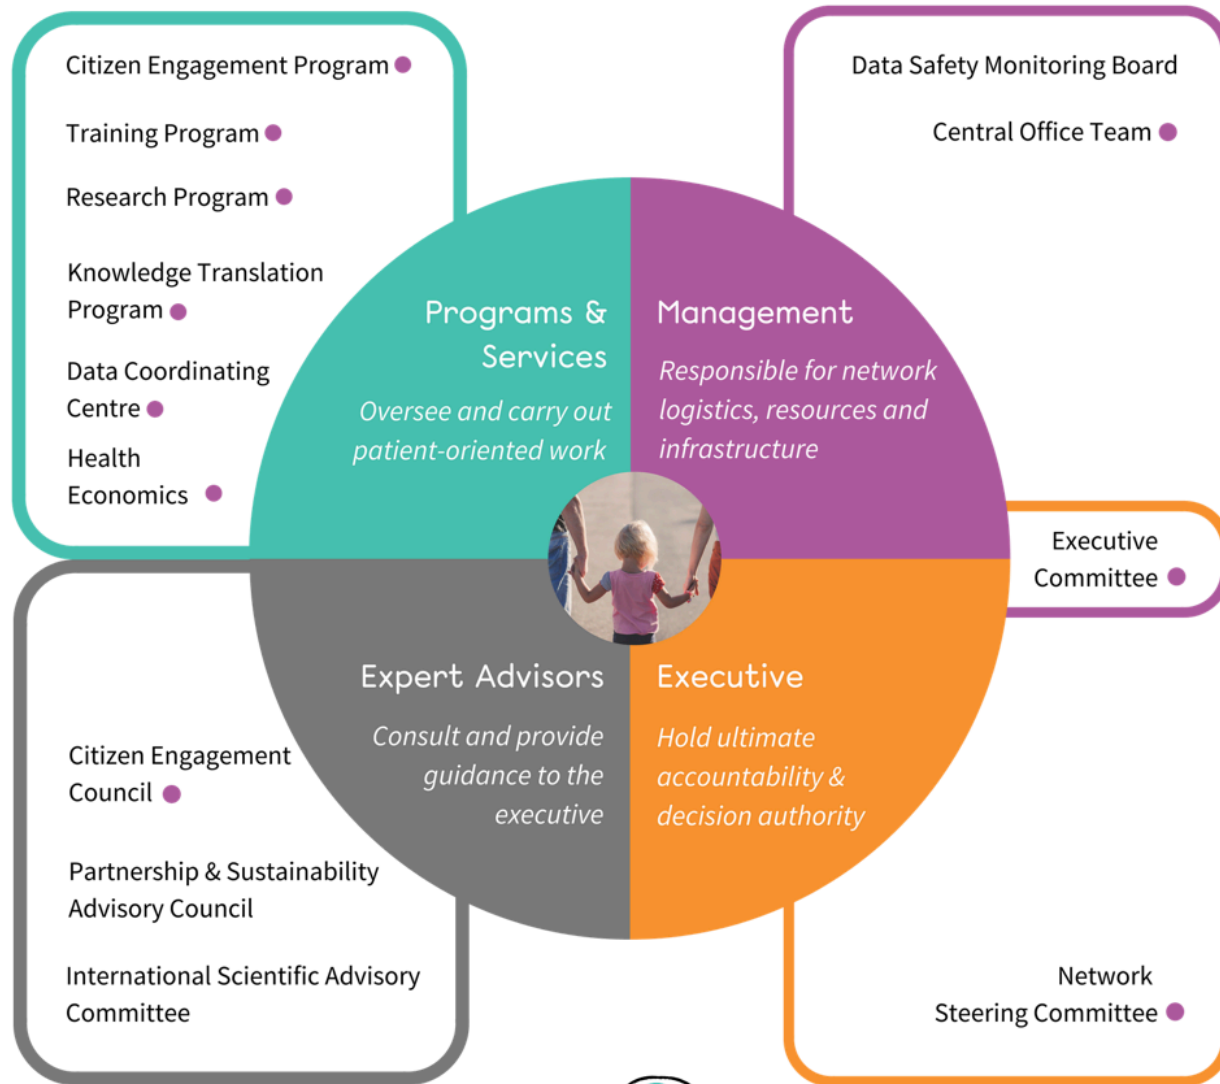 Citizen Engagement Program
Training Program
Research Program
Knowledge Translation
Program
Data Coordinating
Centre
Health
Economics
Data Safety Monitoring Board
Central Office Team
Programs &
Services
Oversee and carry out
patient-oriented work
Management
Responsible for network
logistics, resources and
infrastructure
Executive
Committee
Expert Advisors
Consult and provide
guidance to the
executive
Executive
Hold ultimate
accountability &
decision authority
Citizen Engagement
Council
Partnership & Sustainability
Advisory Council
International Scientific Advisory
Committee
Network
Steering Committee